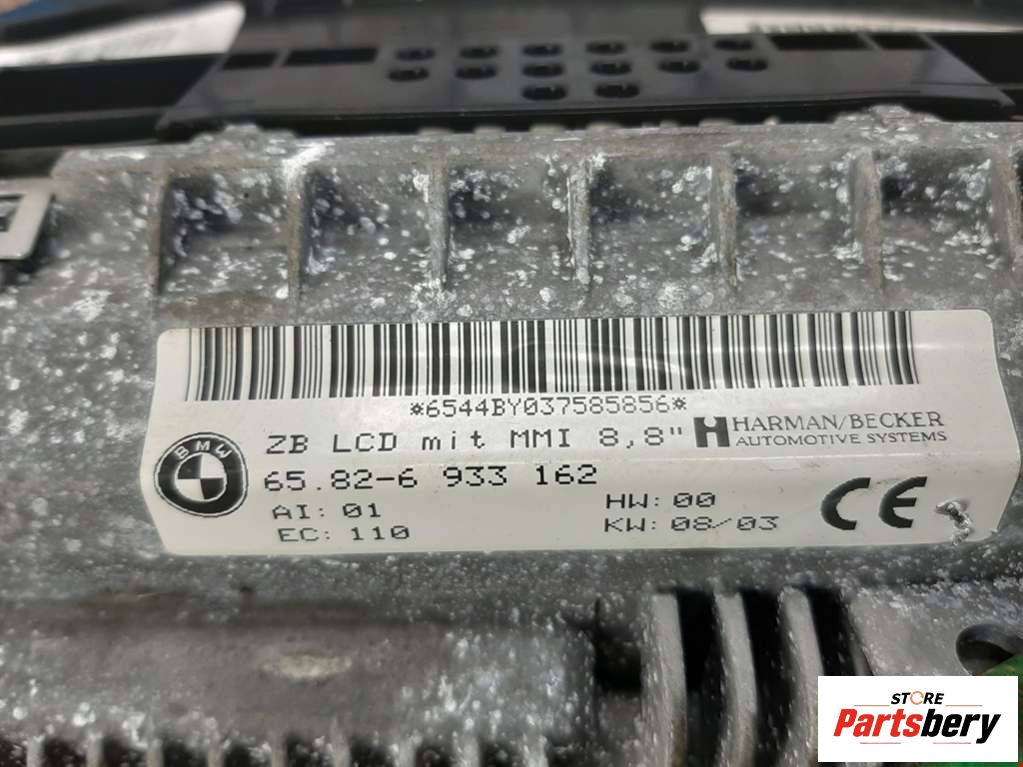 *6544BY037585856*
ZB LCD mit MMI 8,8"
HARMAN/BECKER
AUTOMOTIVE SYSTEMS
BMW
65.82-6 933 162
AI: 01
HW: 00
EC: 110
KW: 08/03
CE
STORE
Partsbery